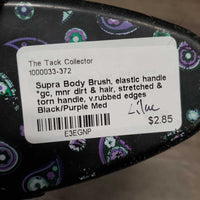 The Tack Collector
1000033-372
Supra Body Brush, elastic handle
*gc, mnr dirt & hair, stretched &
torn handle, v.rubbed edges
Black/Purple Med
$2.85
E3EGNP